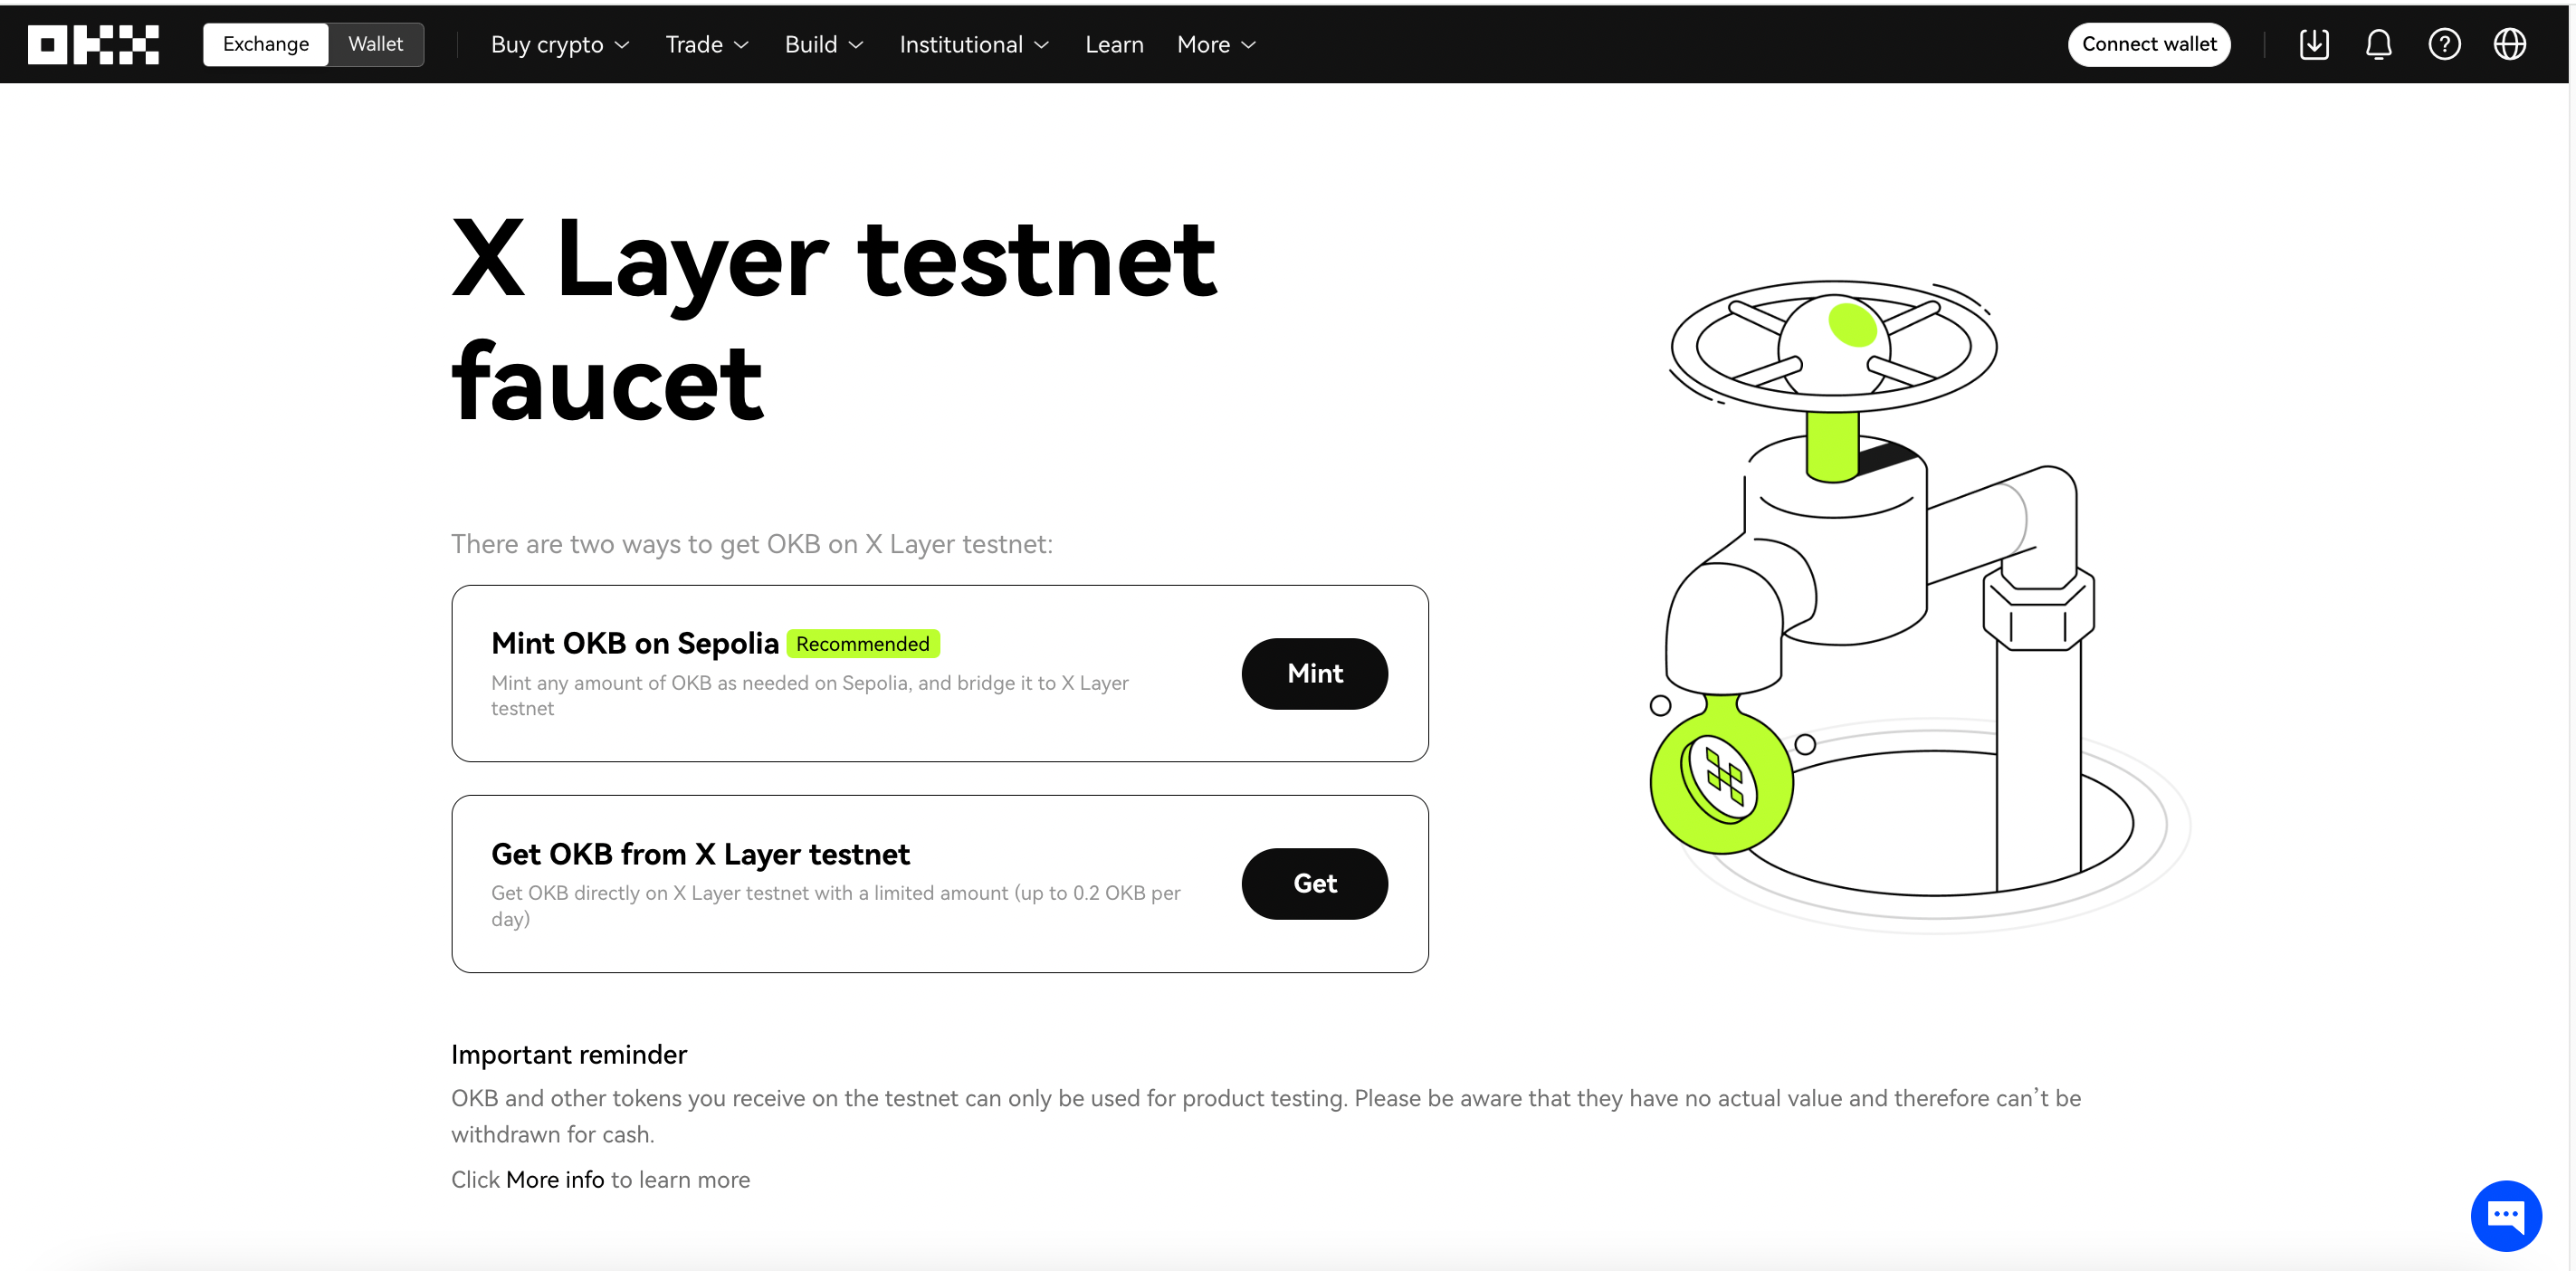 OKX
Exchange
Wallet
Buy crypto
Trade
Build
Institutional
Learn
More
Connect wallet
X Layer testnet
faucet
There are two ways to get OKB on X Layer testnet:
Mint OKB on Sepolia Recommended
Mint any amount of OKB as needed on Sepolia, and bridge it to X Layer
testnet
Mint
Get OKB from X Layer testnet
Get OKB directly on X Layer testnet with a limited amount (up to 0.2 OKB per
day)
Get
Important reminder
OKB and other tokens you receive on the testnet can only be used for product testing. Please be aware that they have no actual value and therefore can’t be
withdrawn for cash.
Click More info to learn more